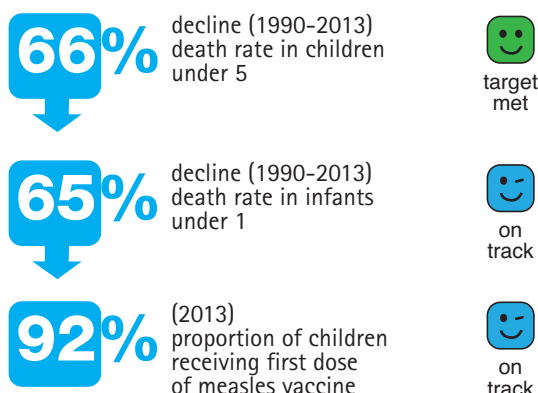 66%
decline (1990-2013)
death rate in children
under 5
target
met
65%
decline (1990-2013)
death rate in infants
under 1
on
track
92%
(2013)
proportion of children
receiving first dose
of measles vaccine
on
track